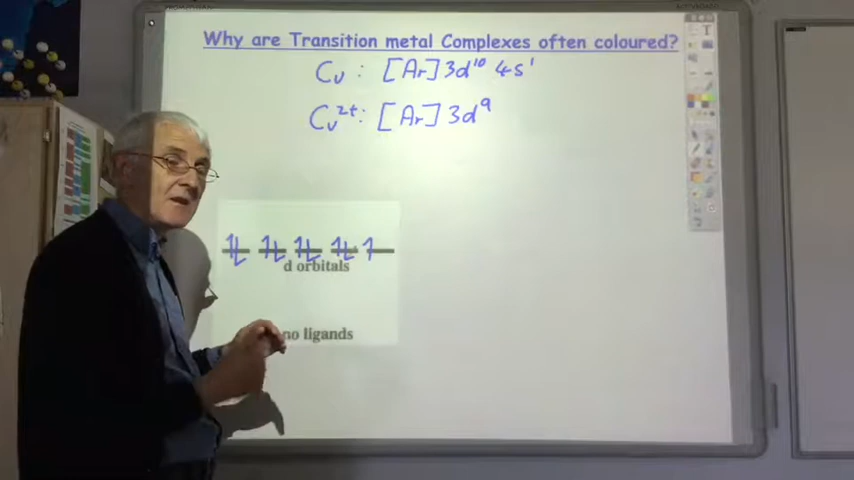 Why are Transition metal Complexes often coloured?
Cu : [Ar] 3d¹⁰ 4s¹
Cu²⁺: [Ar] 3d⁹
d orbitals
no ligands